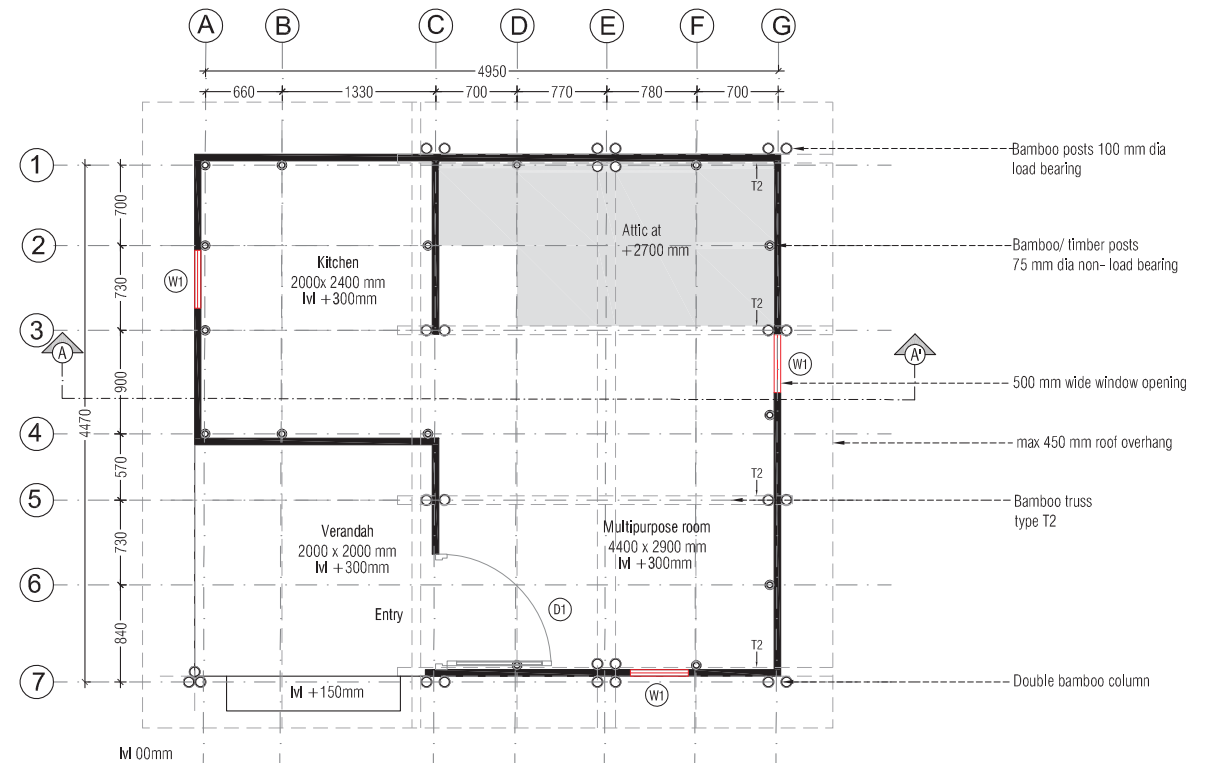 A B C D E F G
4950
660 1330 700 770 780 700
1
Bamboo posts 100 mm dia
load bearing
T2
700
Attic at
+2700 mm
2
Bamboo/ timber posts
75 mm dia non- load bearing
Kitchen
2000x 2400 mm
lvl +300mm
W1
730
T2
3
A
A'
W1
900
500 mm wide window opening
4470
4
max 450 mm roof overhang
570
T2
5
Bamboo truss
type T2
Verandah
2000 x 2000 mm
lvl +300mm
Multipurpose room
4400 x 2900 mm
lvl +300mm
730
6
Entry
D1
840
T2
7
lvl +150mm
W1
Double bamboo column
lvl 00mm